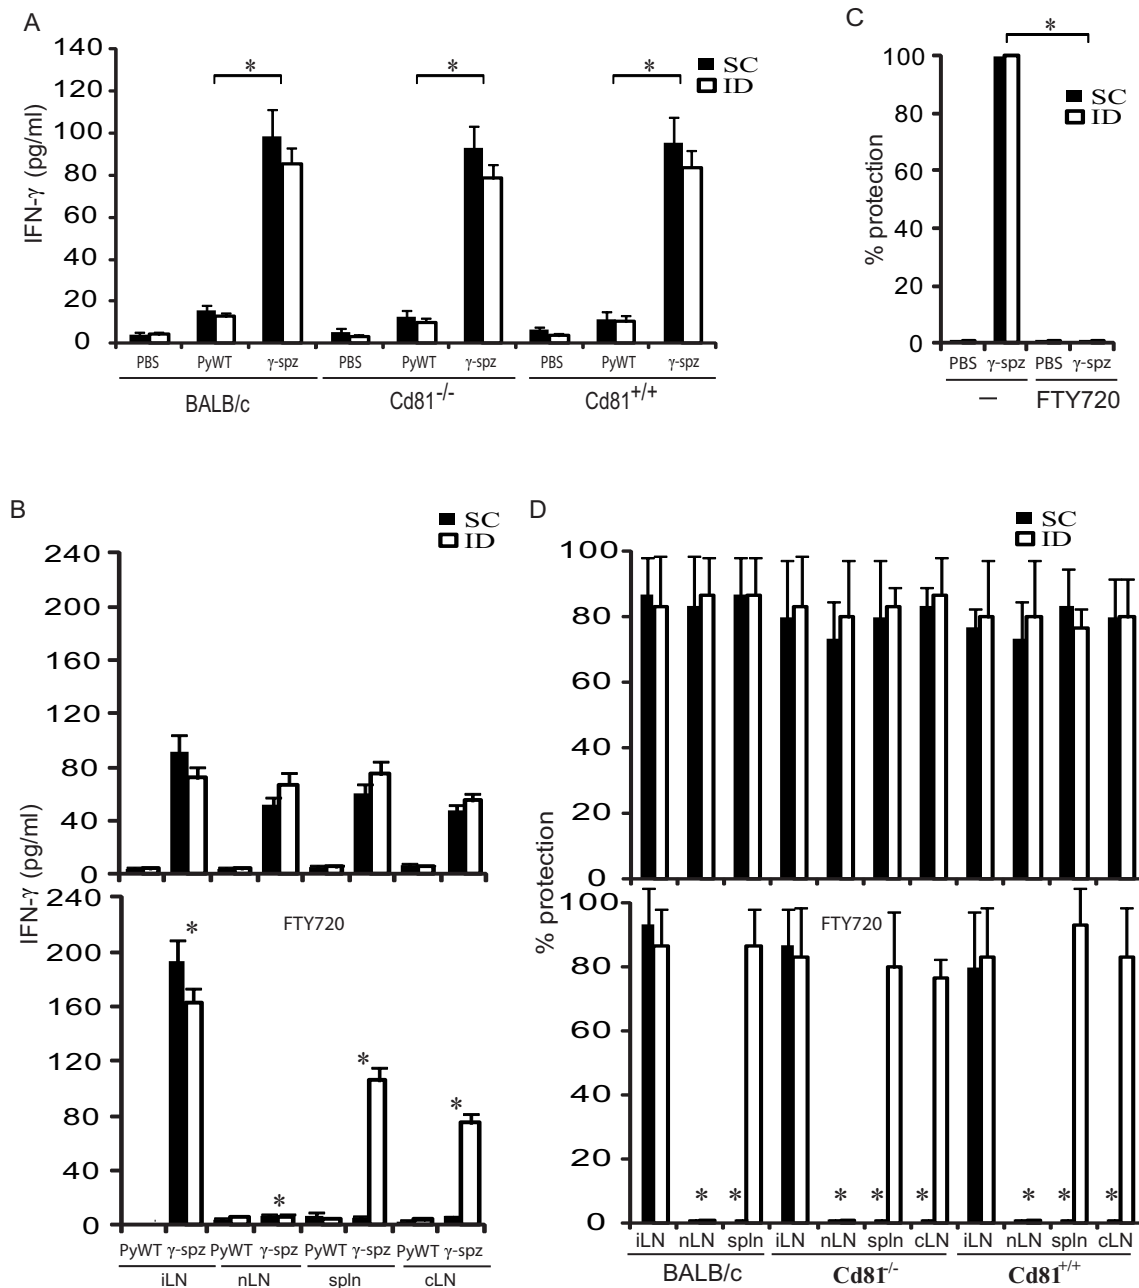 A
140
120
100
80
60
40
20
0
IFN-γ (pg/ml)
* * *
SC
ID
PBS PyWT γ-spz PBS PyWT γ-spz PBS PyWT γ-spz
BALB/c Cd81-/- Cd81+/+
C
100
80
60
40
20
0
% protection
*
SC
ID
PBS γ-spz PBS γ-spz
– FTY720
B
SC
ID
240
200
160
120
80
40
0
IFN-γ (pg/ml)
240
200
160
120
80
40
0
FTY720
* * * *
PyWT γ-spz PyWT γ-spz PyWT γ-spz PyWT γ-spz
iLN nLN spln cLN
D
SC
ID
100
80
60
40
20
0
% protection
100
80
60
40
20
0
FTY720
* * * * * * * *
iLN nLN spln iLN nLN spln cLN iLN nLN spln cLN
BALB/c Cd81-/- Cd81+/+